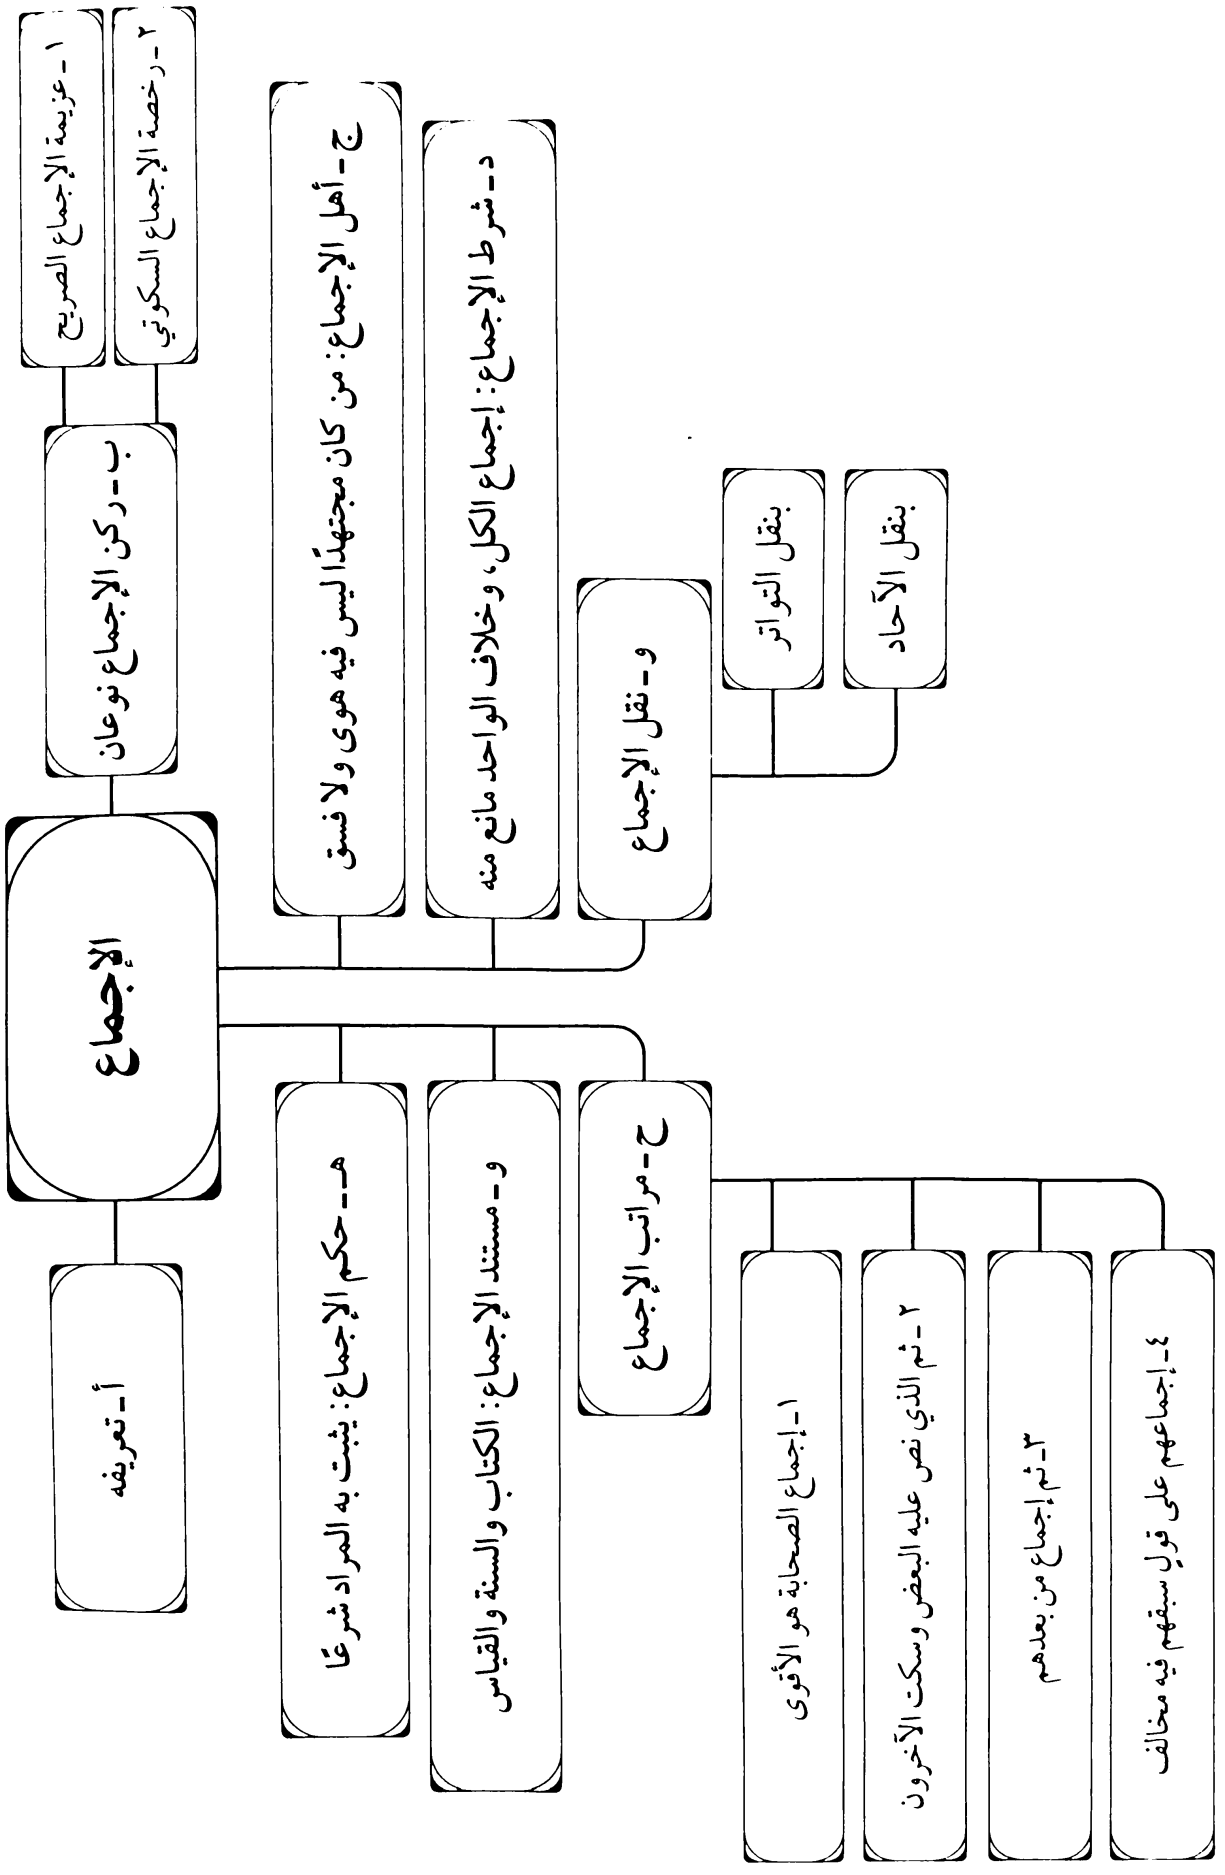 الإجماع
أ-تعريفه
ب-ركن الإجماع نوعان
١-عزيمة الإجماع الصريح
٢-رخصة الإجماع السكوتي
ج-أهل الإجماع: من كان مجتهدًا ليس فيه هوى ولا فسق
د-شرط الإجماع: إجماع الكل، وخلاف الواحد مانع منه
هـ-حكم الإجماع: يثبت به المراد شرعًا
و-مستند الإجماع: الكتاب والسنة والقياس
و-نقل الإجماع
بنقل التواتر
بنقل الآحاد
ح-مراتب الإجماع
١-إجماع الصحابة هو الأقوى
٢-ثم الذي نص عليه البعض وسكت الآخرون
٣-ثم إجماع من بعدهم
٤-إجماعهم على قولٍ سبقهم فيه مخالف